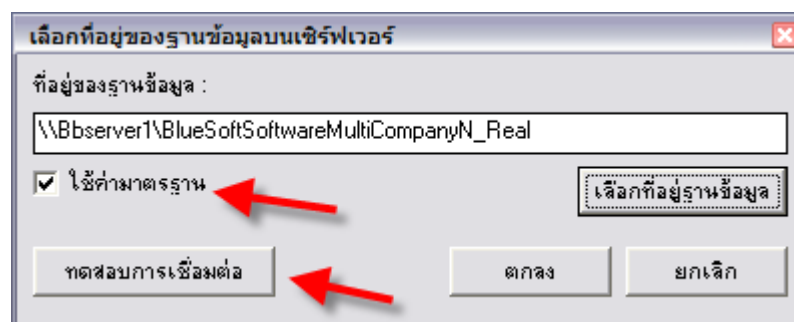 เลือกที่อยู่ของฐานข้อมูลบนเซิร์ฟเวอร์
ที่อยู่ของฐานข้อมูล :
\\Bbserver1\BlueSoftSoftwareMultiCompanyN_Real
ใช้ค่ามาตรฐาน
เลือกที่อยู่ฐานข้อมูล
ทดสอบการเชื่อมต่อ
ตกลง
ยกเลิก